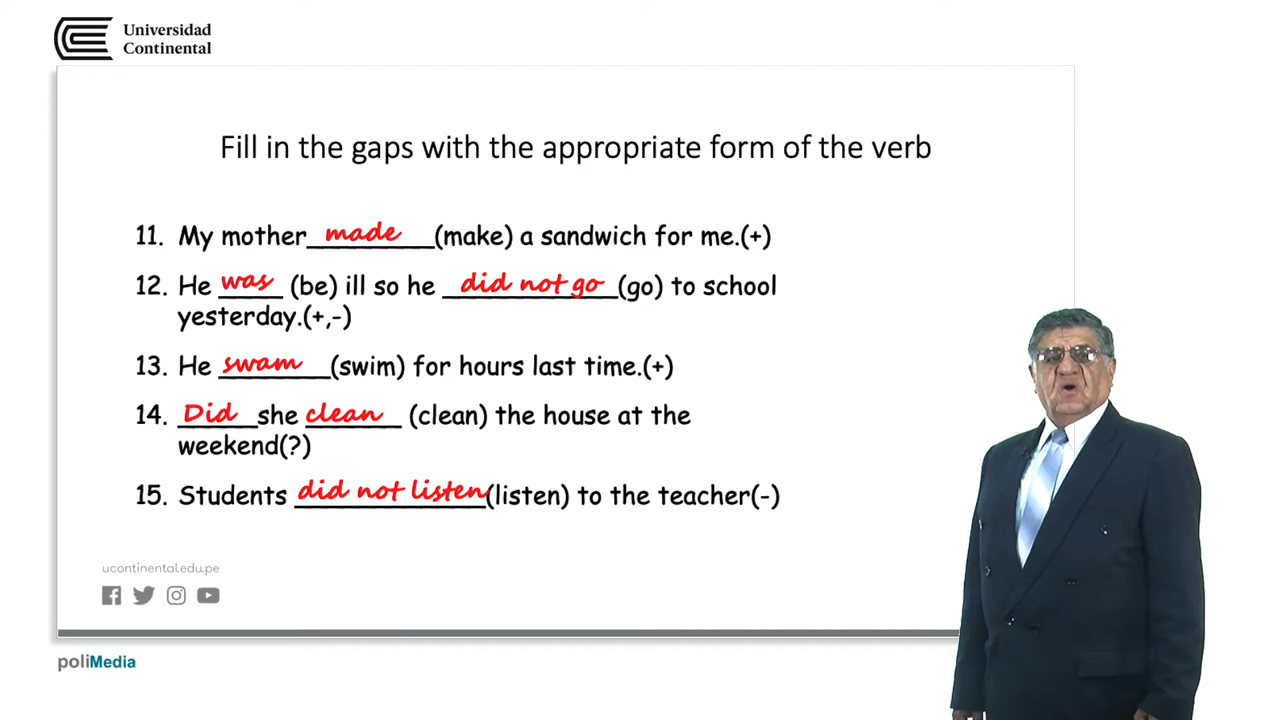 Universidad
Continental
Fill in the gaps with the appropriate form of the verb
11. My mother made (make) a sandwich for me.(+)
12. He was (be) ill so he did not go (go) to school
yesterday.(+,-)
13. He swam (swim) for hours last time.(+)
14. Did she clean (clean) the house at the
weekend(?)
15. Students did not listen (listen) to the teacher(-)
ucontinental.edu.pe
poliMedia